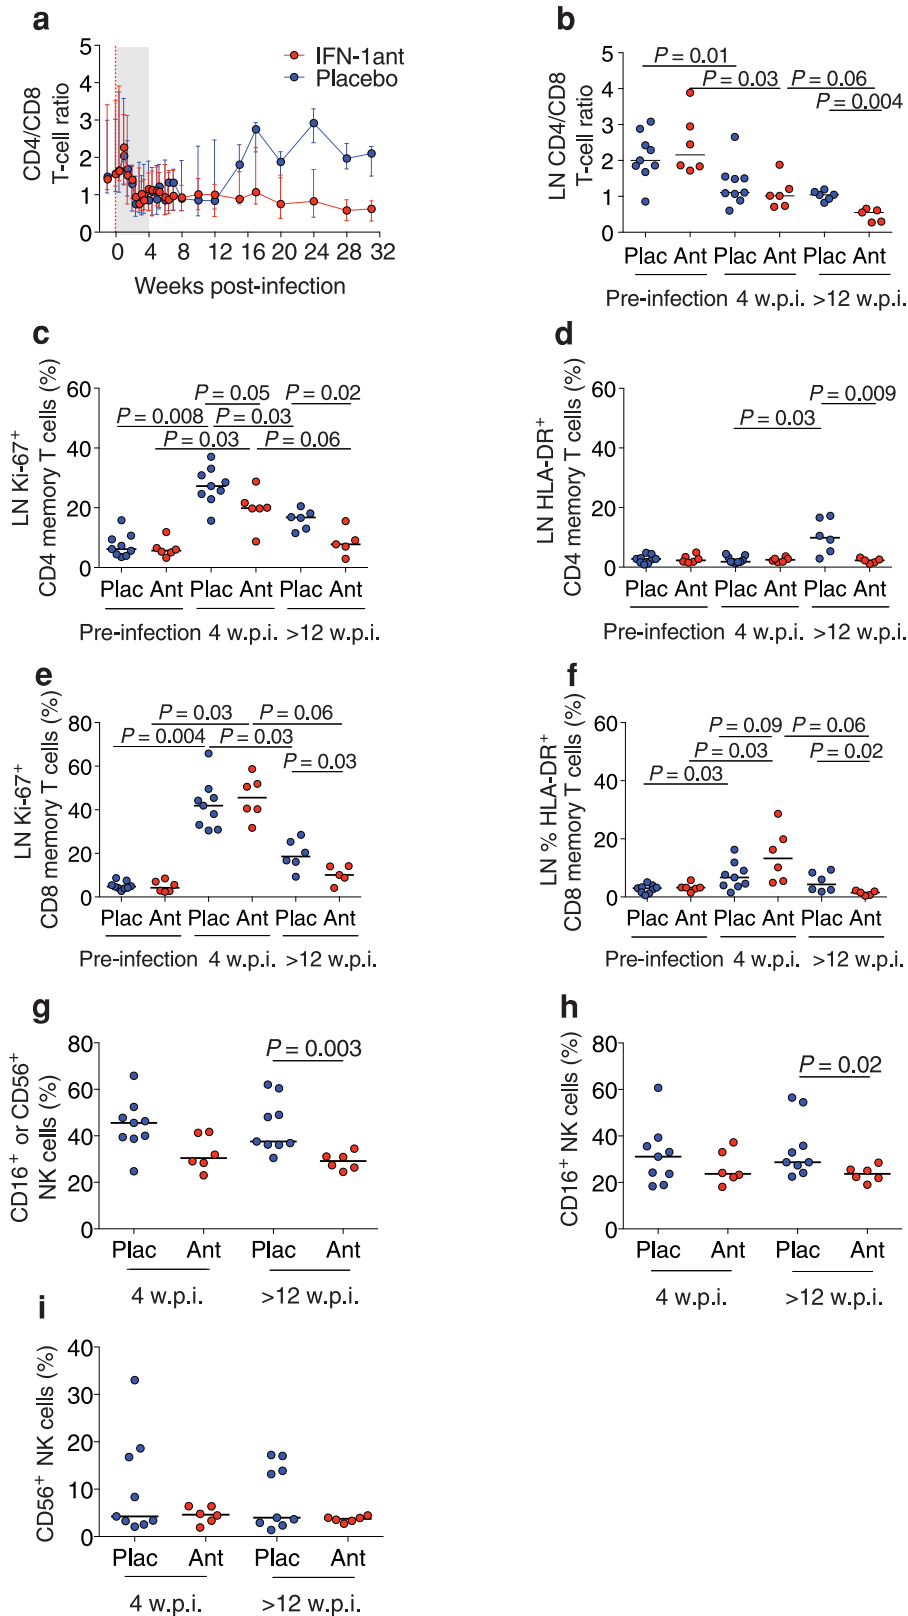 a
CD4/CD8
T-cell ratio
5
4
3
2
1
0
IFN-1ant
Placebo
0 4 8 12 16 20 24 28 32
Weeks post-infection
b
LN CD4/CD8
T-cell ratio
5
4
3
2
1
0
P = 0.01
P = 0.03
P = 0.06
P = 0.004
Plac Ant Plac Ant Plac Ant
Pre-infection 4 w.p.i. >12 w.p.i.
c
LN Ki-67+
CD4 memory T cells (%)
60
40
20
0
P = 0.05
P = 0.02
P = 0.008
P = 0.03
P = 0.03
P = 0.06
Plac Ant Plac Ant Plac Ant
Pre-infection 4 w.p.i. >12 w.p.i.
d
LN HLA-DR+
CD4 memory T cells (%)
60
40
20
0
P = 0.009
P = 0.03
Plac Ant Plac Ant Plac Ant
Pre-infection 4 w.p.i. >12 w.p.i.
e
LN Ki-67+
CD8 memory T cells (%)
80
60
40
20
0
P = 0.03
P = 0.06
P = 0.004
P = 0.03
P = 0.03
Plac Ant Plac Ant Plac Ant
Pre-infection 4 w.p.i. >12 w.p.i.
f
LN % HLA-DR+
CD8 memory T cells (%)
60
40
20
0
P = 0.09
P = 0.06
P = 0.03
P = 0.02
P = 0.03
Plac Ant Plac Ant Plac Ant
Pre-infection 4 w.p.i. >12 w.p.i.
g
CD16+ or CD56+
NK cells (%)
80
60
40
20
0
P = 0.003
Plac Ant Plac Ant
4 w.p.i. >12 w.p.i.
h
CD16+ NK cells (%)
80
60
40
20
0
P = 0.02
Plac Ant Plac Ant
4 w.p.i. >12 w.p.i.
i
CD56+ NK cells (%)
40
30
20
10
0
Plac Ant Plac Ant
4 w.p.i. >12 w.p.i.